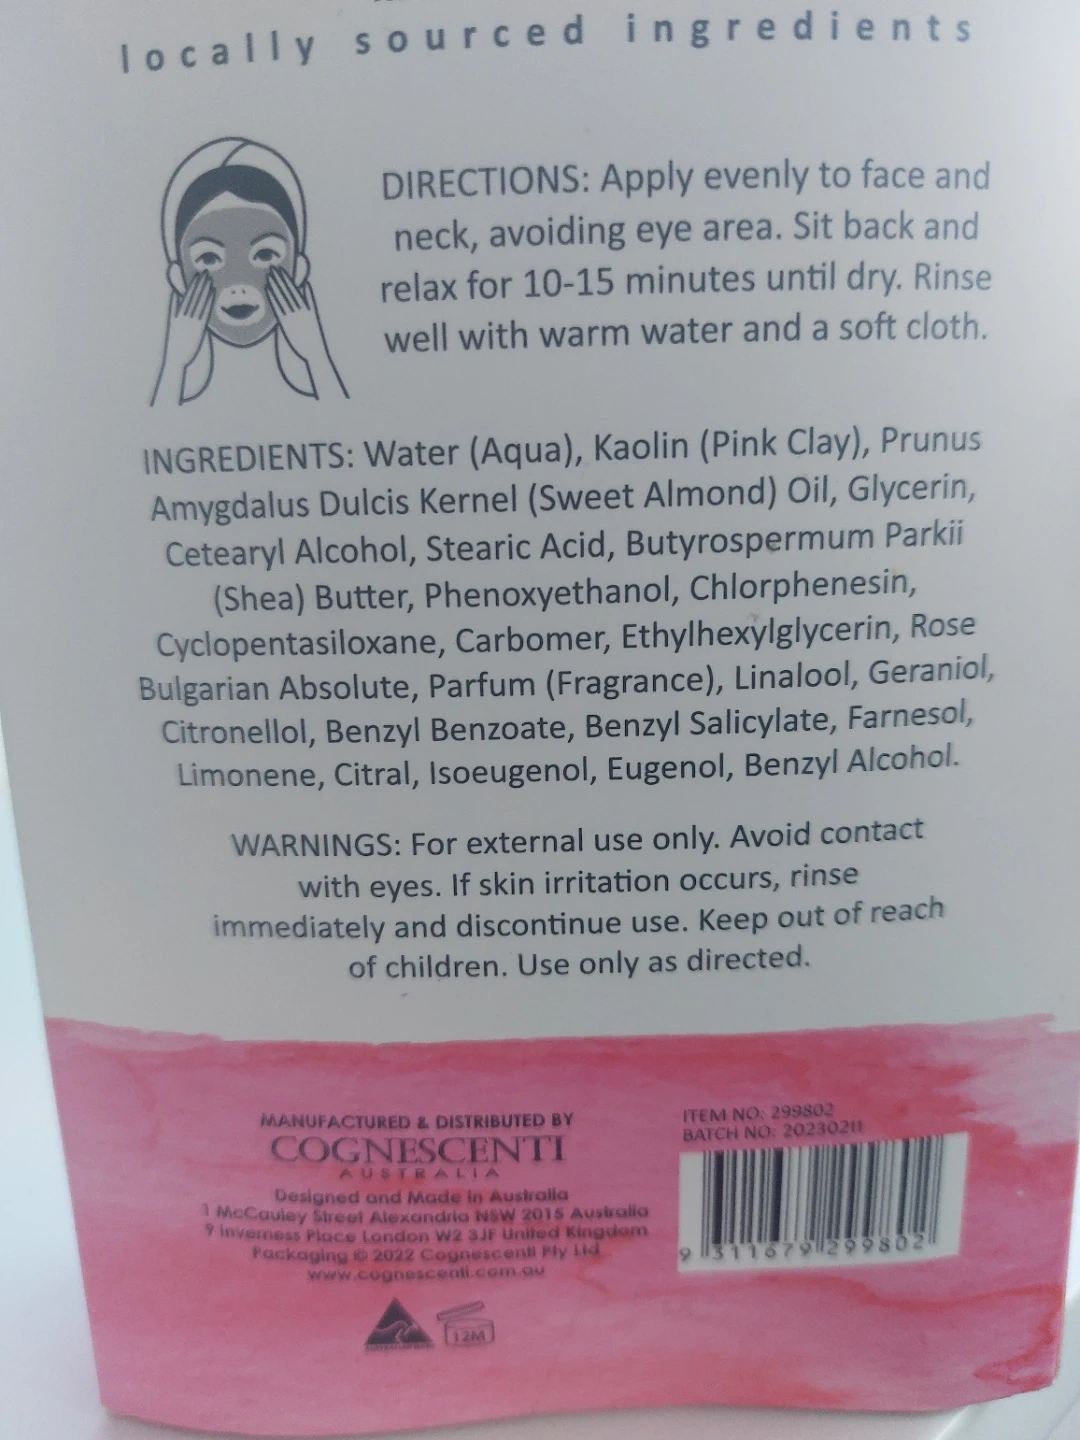 locally sourced ingredients
DIRECTIONS: Apply evenly to face and
neck, avoiding eye area. Sit back and
relax for 10-15 minutes until dry. Rinse
well with warm water and a soft cloth.
INGREDIENTS: Water (Aqua), Kaolin (Pink Clay), Prunus
Amygdalus Dulcis Kernel (Sweet Almond) Oil, Glycerin,
Cetearyl Alcohol, Stearic Acid, Butyrospermum Parkii
(Shea) Butter, Phenoxyethanol, Chlorphenesin,
Cyclopentasiloxane, Carbomer, Ethylhexylglycerin, Rose
Bulgarian Absolute, Parfum (Fragrance), Linalool, Geraniol,
Citronellol, Benzyl Benzoate, Benzyl Salicylate, Farnesol,
Limonene, Citral, Isoeugenol, Eugenol, Benzyl Alcohol.
WARNINGS: For external use only. Avoid contact
with eyes. If skin irritation occurs, rinse
immediately and discontinue use. Keep out of reach
of children. Use only as directed.
MANUFACTURED & DISTRIBUTED BY
COGNESCENTI
AUSTRALIA
Designed and Made in Australia
1 McCauley Street Alexandria NSW 2015 Australia
9 Inverness Place London W2 3JF United Kingdom
Packaging © 2022 Cognescenti Pty Ltd
www.cognescenti.com.au
12M
ITEM NO: 299802
BATCH NO: 20230211
9 311679 299802